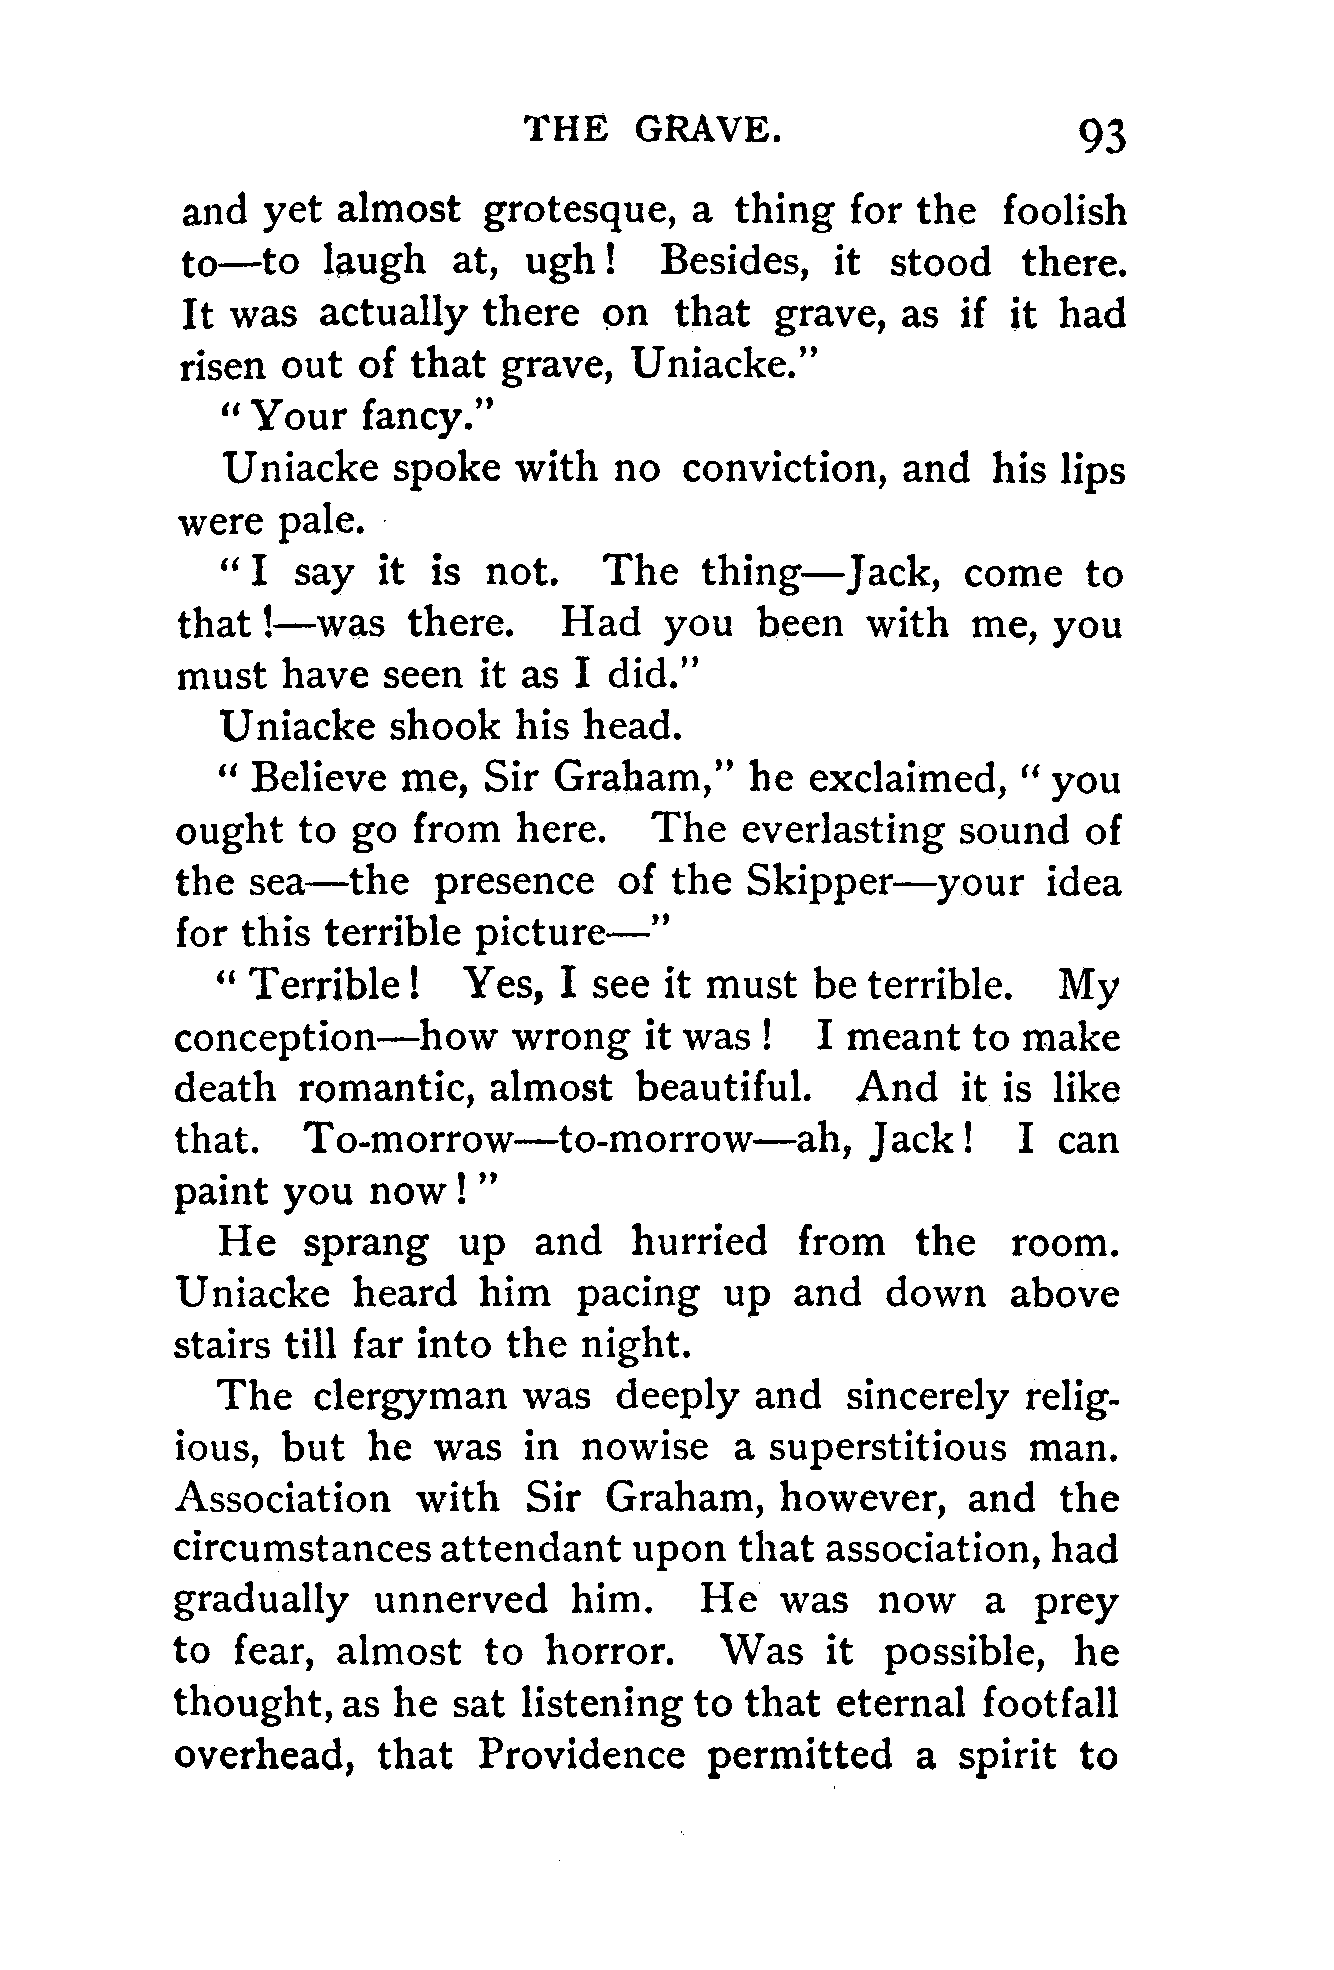 THE GRAVE. 93
and yet almost grotesque, a thing for the foolish
to—to laugh at, ugh! Besides, it stood there.
It was actually there on that grave, as if it had
risen out of that grave, Uniacke.”
“Your fancy.”
Uniacke spoke with no conviction, and his lips
were pale.
“I say it is not. The thing—Jack, come to
that!—was there. Had you been with me, you
must have seen it as I did.”
Uniacke shook his head.
“Believe me, Sir Graham,” he exclaimed, “you
ought to go from here. The everlasting sound of
the sea—the presence of the Skipper—your idea
for this terrible picture—”
“Terrible! Yes, I see it must be terrible. My
conception—how wrong it was! I meant to make
death romantic, almost beautiful. And it is like
that. To-morrow—to-morrow—ah, Jack! I can
paint you now!”
He sprang up and hurried from the room.
Uniacke heard him pacing up and down above
stairs till far into the night.
The clergyman was deeply and sincerely relig-
ious, but he was in nowise a superstitious man.
Association with Sir Graham, however, and the
circumstances attendant upon that association, had
gradually unnerved him. He was now a prey
to fear, almost to horror. Was it possible, he
thought, as he sat listening to that eternal footfall
overhead, that Providence permitted a spirit to